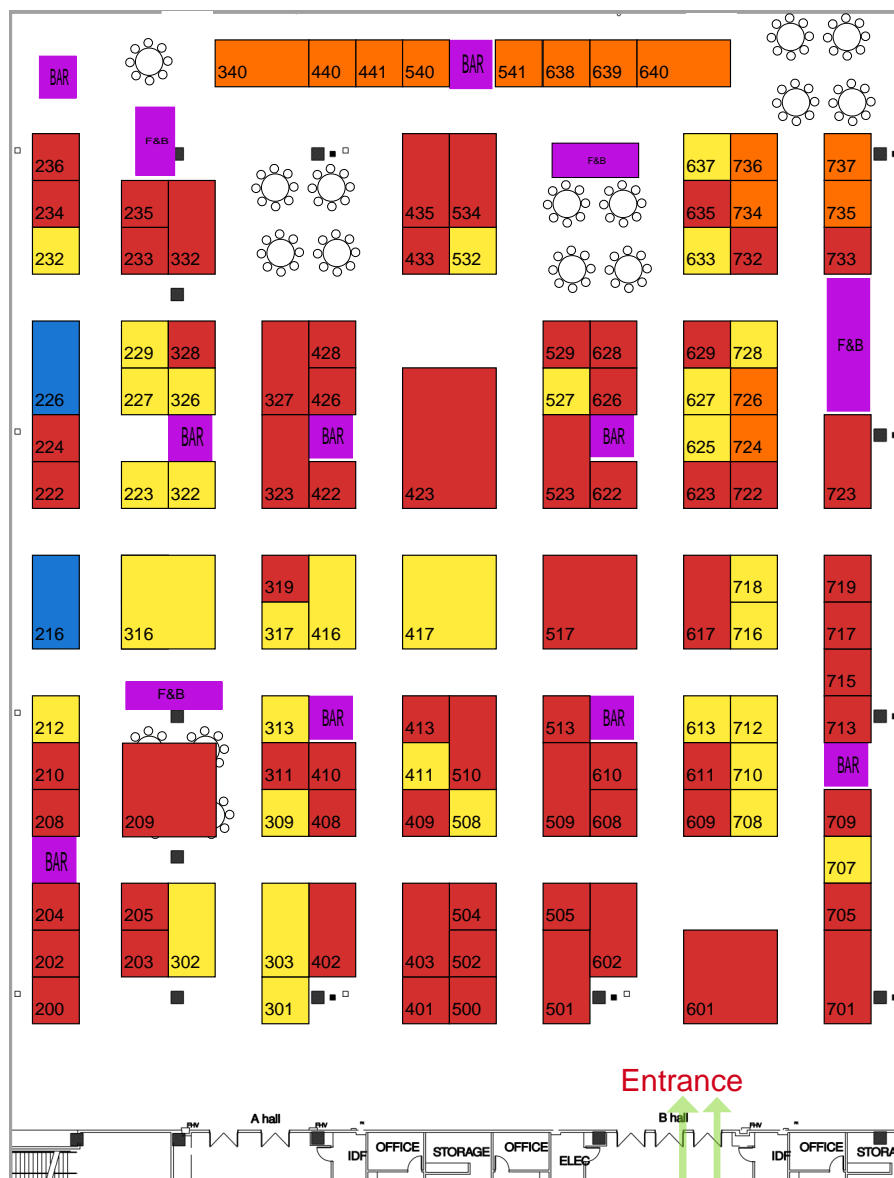 BAR
340 440 441 540 BAR 541 638 639 640
F&B
F&B
236 637 736 737
234 235 435 534 635 734 735
232 233 332 433 532 633 732 733
229 328 428 529 628 629 728 F&B
226 227 326 327 426 527 626 627 726
224 BAR BAR BAR 625 724
222 223 322 323 422 423 523 622 623 722 723
319 718 719
216 316 317 416 417 517 617 716 717
F&B
715
212 313 BAR 413 513 BAR 613 712 713
210 311 410 411 510 610 611 710 BAR
208 209 309 408 409 508 509 608 609 708 709
BAR 707
204 205 504 505 705
202 203 302 303 402 403 502 602
200 301 401 500 501 601 701
Entrance
A hall B hall
FHV FHV FHV
IDF OFFICE STORAGE OFFICE ELEC IDF OFFICE STORA